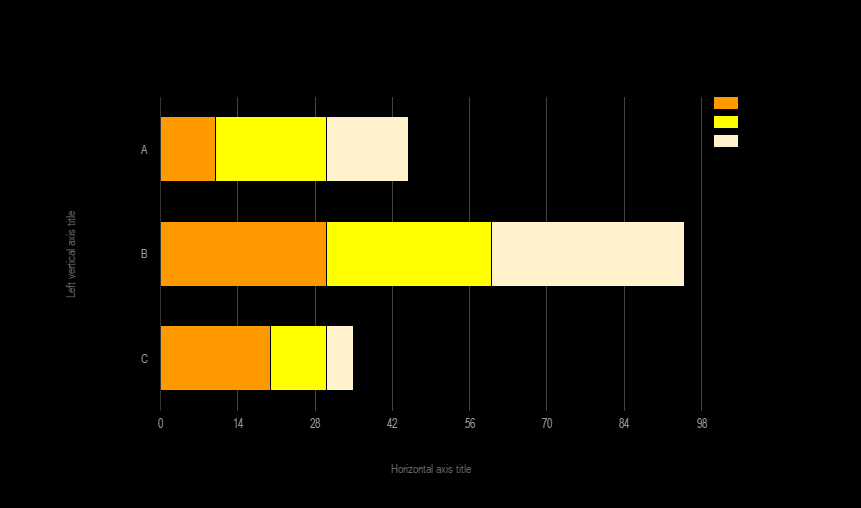 A
B
C
Left vertical axis title
0 14 28 42 56 70 84 98
Horizontal axis title